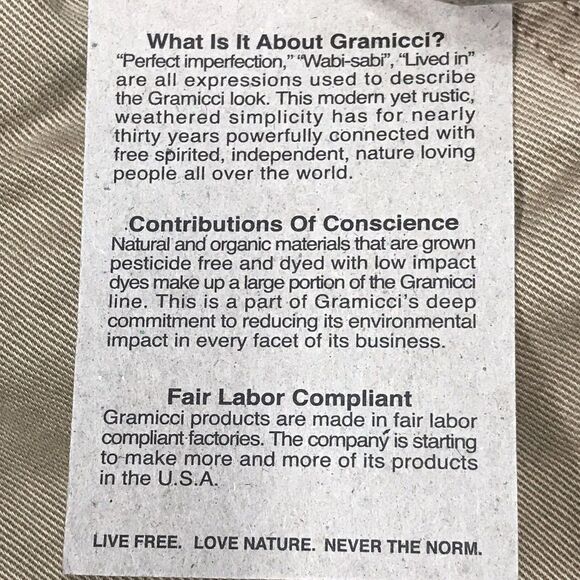 What Is It About Gramicci?
"Perfect imperfection," "Wabi-sabi", "Lived in"
are all expressions used to describe
the Gramicci look. This modern yet rustic,
weathered simplicity has for nearly
thirty years powerfully connected with
free spirited, independent, nature loving
people all over the world.
Contributions Of Conscience
Natural and organic materials that are grown
pesticide free and dyed with low impact
dyes make up a large portion of the Gramicci
line. This is a part of Gramicci's deep
commitment to reducing its environmental
impact in every facet of its business.
Fair Labor Compliant
Gramicci products are made in fair labor
compliant factories. The company is starting
to make more and more of its products
in the U.S.A.
LIVE FREE. LOVE NATURE. NEVER THE NORM.